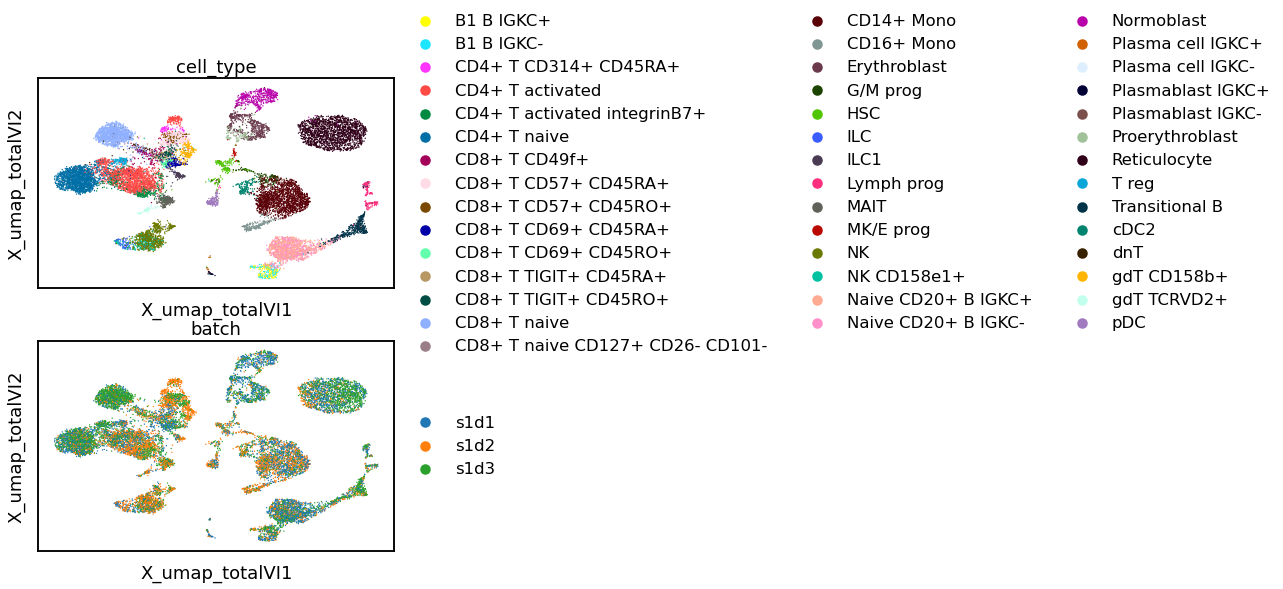 cell_type
X_umap_totalVI2
X_umap_totalVI1
B1 B IGKC+
B1 B IGKC-
CD4+ T CD314+ CD45RA+
CD4+ T activated
CD4+ T activated integrinB7+
CD4+ T naive
CD8+ T CD49f+
CD8+ T CD57+ CD45RA+
CD8+ T CD57+ CD45RO+
CD8+ T CD69+ CD45RA+
CD8+ T CD69+ CD45RO+
CD8+ T TIGIT+ CD45RA+
CD8+ T TIGIT+ CD45RO+
CD8+ T naive
CD8+ T naive CD127+ CD26- CD101-
CD14+ Mono
CD16+ Mono
Erythroblast
G/M prog
HSC
ILC
ILC1
Lymph prog
MAIT
MK/E prog
NK
NK CD158e1+
Naive CD20+ B IGKC+
Naive CD20+ B IGKC-
Normoblast
Plasma cell IGKC+
Plasma cell IGKC-
Plasmablast IGKC+
Plasmablast IGKC-
Proerythroblast
Reticulocyte
T reg
Transitional B
cDC2
dnT
gdT CD158b+
gdT TCRVD2+
pDC
batch
X_umap_totalVI2
X_umap_totalVI1
s1d1
s1d2
s1d3